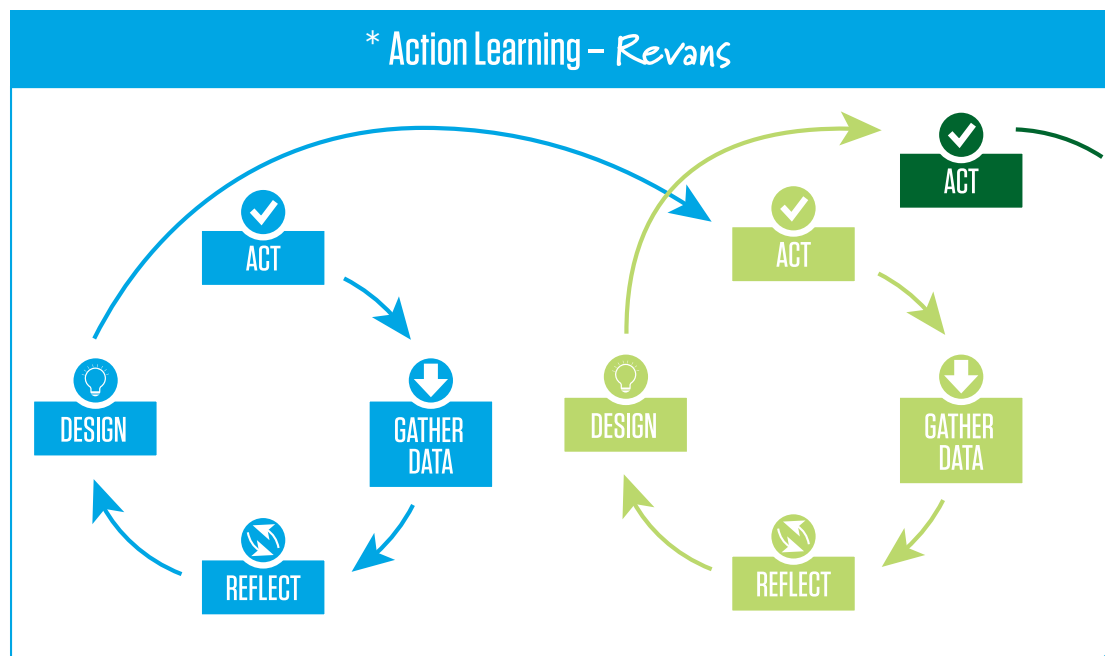 * Action Learning – Revans
ACT
GATHER
DATA
REFLECT
DESIGN
ACT
GATHER
DATA
REFLECT
DESIGN
ACT